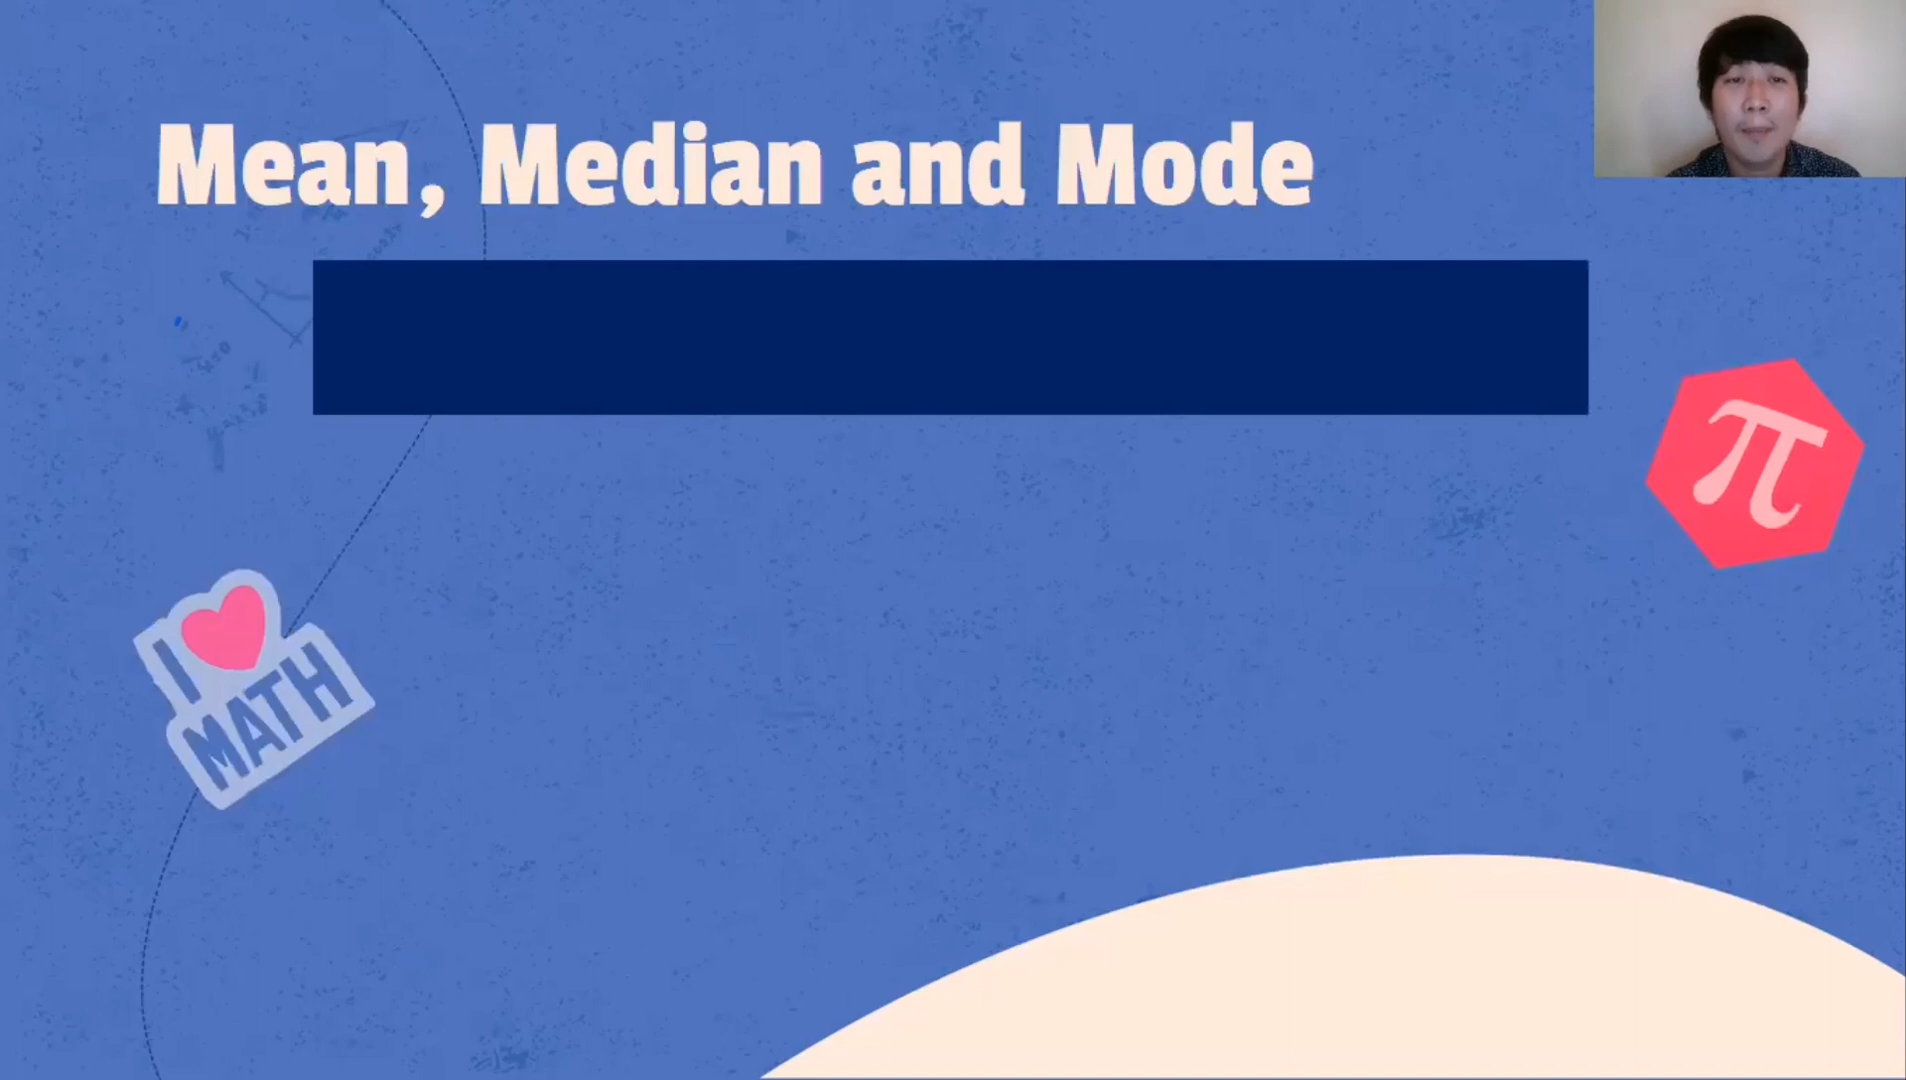 Mean, Median and Mode
π
I
MATH